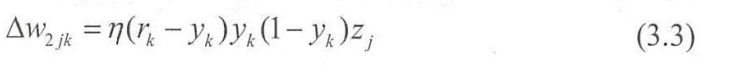 Δw₂ⱼₖ = η(rₖ − yₖ)yₖ(1 − yₖ)zⱼ (3.3)